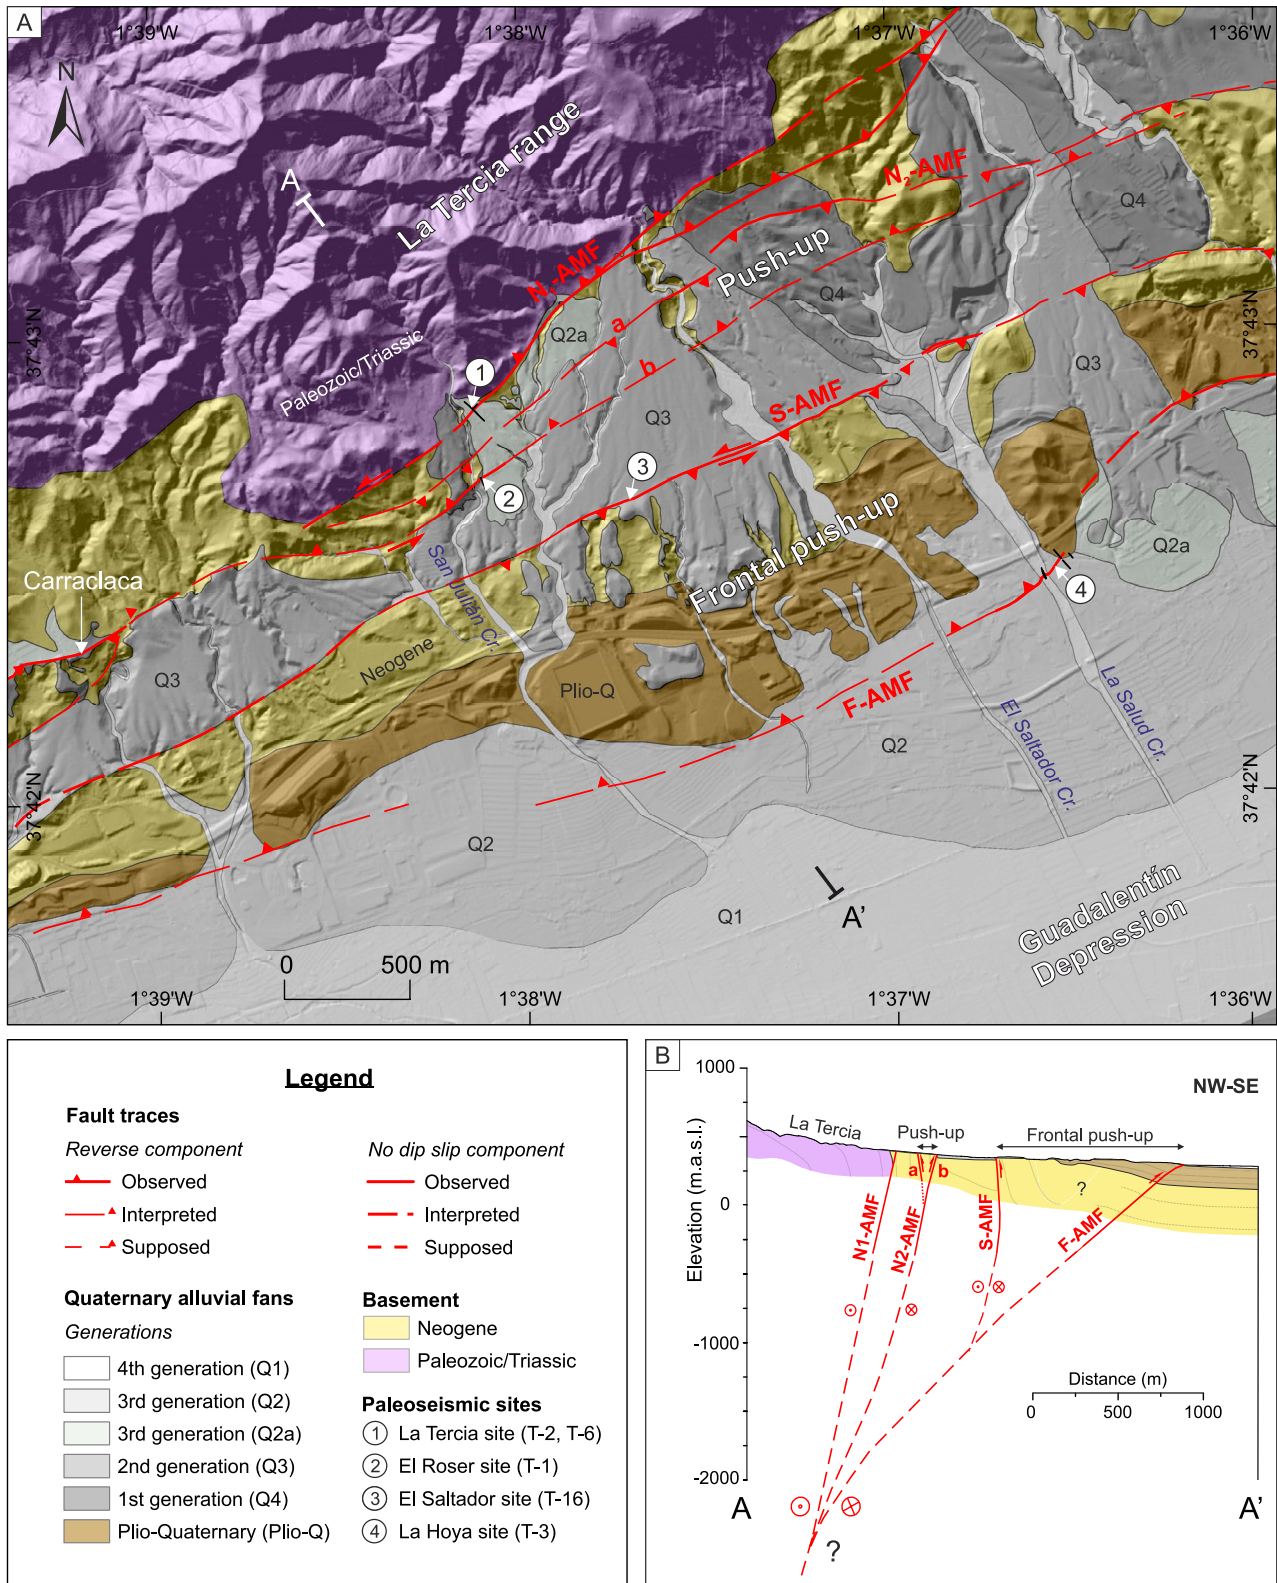 A
1°39'W
1°38'W
1°37'W
1°36'W
N
La Tercia range
A
N₂-AMF
Q4
N₁-AMF
Push-up
Q4
37°43'N
37°43'N
Q2a
a
b
Q3
Paleozoic/Triassic
1
Q3
S-AMF
3
2
Q2a
Frontal push-up
4
San Julián Cr.
Carraclaca
Neogene
Q3
Plio-Q
F-AMF
La Salud Cr.
El Saltador Cr.
Q2
37°42'N
37°42'N
Q2
Q1
A'
Guadalentín
Depression
0 500 m
1°39'W
1°38'W
1°37'W
1°36'W
Legend
Fault traces
Reverse component
No dip slip component
Observed
Observed
Interpreted
Interpreted
Supposed
Supposed
Quaternary alluvial fans
Generations
4th generation (Q1)
3rd generation (Q2)
3rd generation (Q2a)
2nd generation (Q3)
1st generation (Q4)
Plio-Quaternary (Plio-Q)
Basement
Neogene
Paleozoic/Triassic
Paleoseismic sites
1 La Tercia site (T-2, T-6)
2 El Roser site (T-1)
3 El Saltador site (T-16)
4 La Hoya site (T-3)
B
1000
NW-SE
La Tercia
Push-up
Frontal push-up
a
b
?
0
Elevation (m.a.s.l.)
N1-AMF
N2-AMF
S-AMF
F-AMF
-1000
Distance (m)
0 500 1000
-2000
A
A'
?